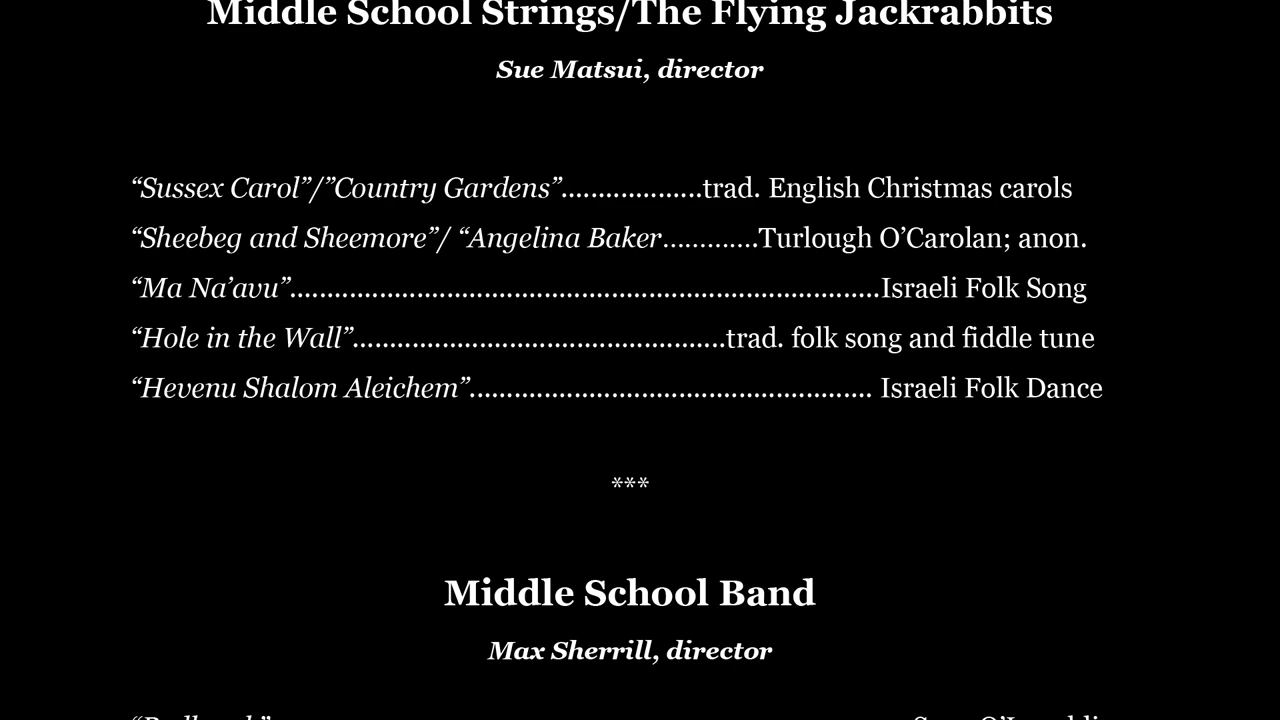 Middle School Strings/The Flying Jackrabbits
Sue Matsui, director
“Sussex Carol”/”Country Gardens”...................trad. English Christmas carols
“Sheebeg and Sheemore”/ “Angelina Baker.............Turlough O’Carolan; anon.
“Ma Na’avu”...............................................................................Israeli Folk Song
“Hole in the Wall”..................................................trad. folk song and fiddle tune
“Hevenu Shalom Aleichem”...................................................... Israeli Folk Dance
***
Middle School Band
Max Sherrill, director